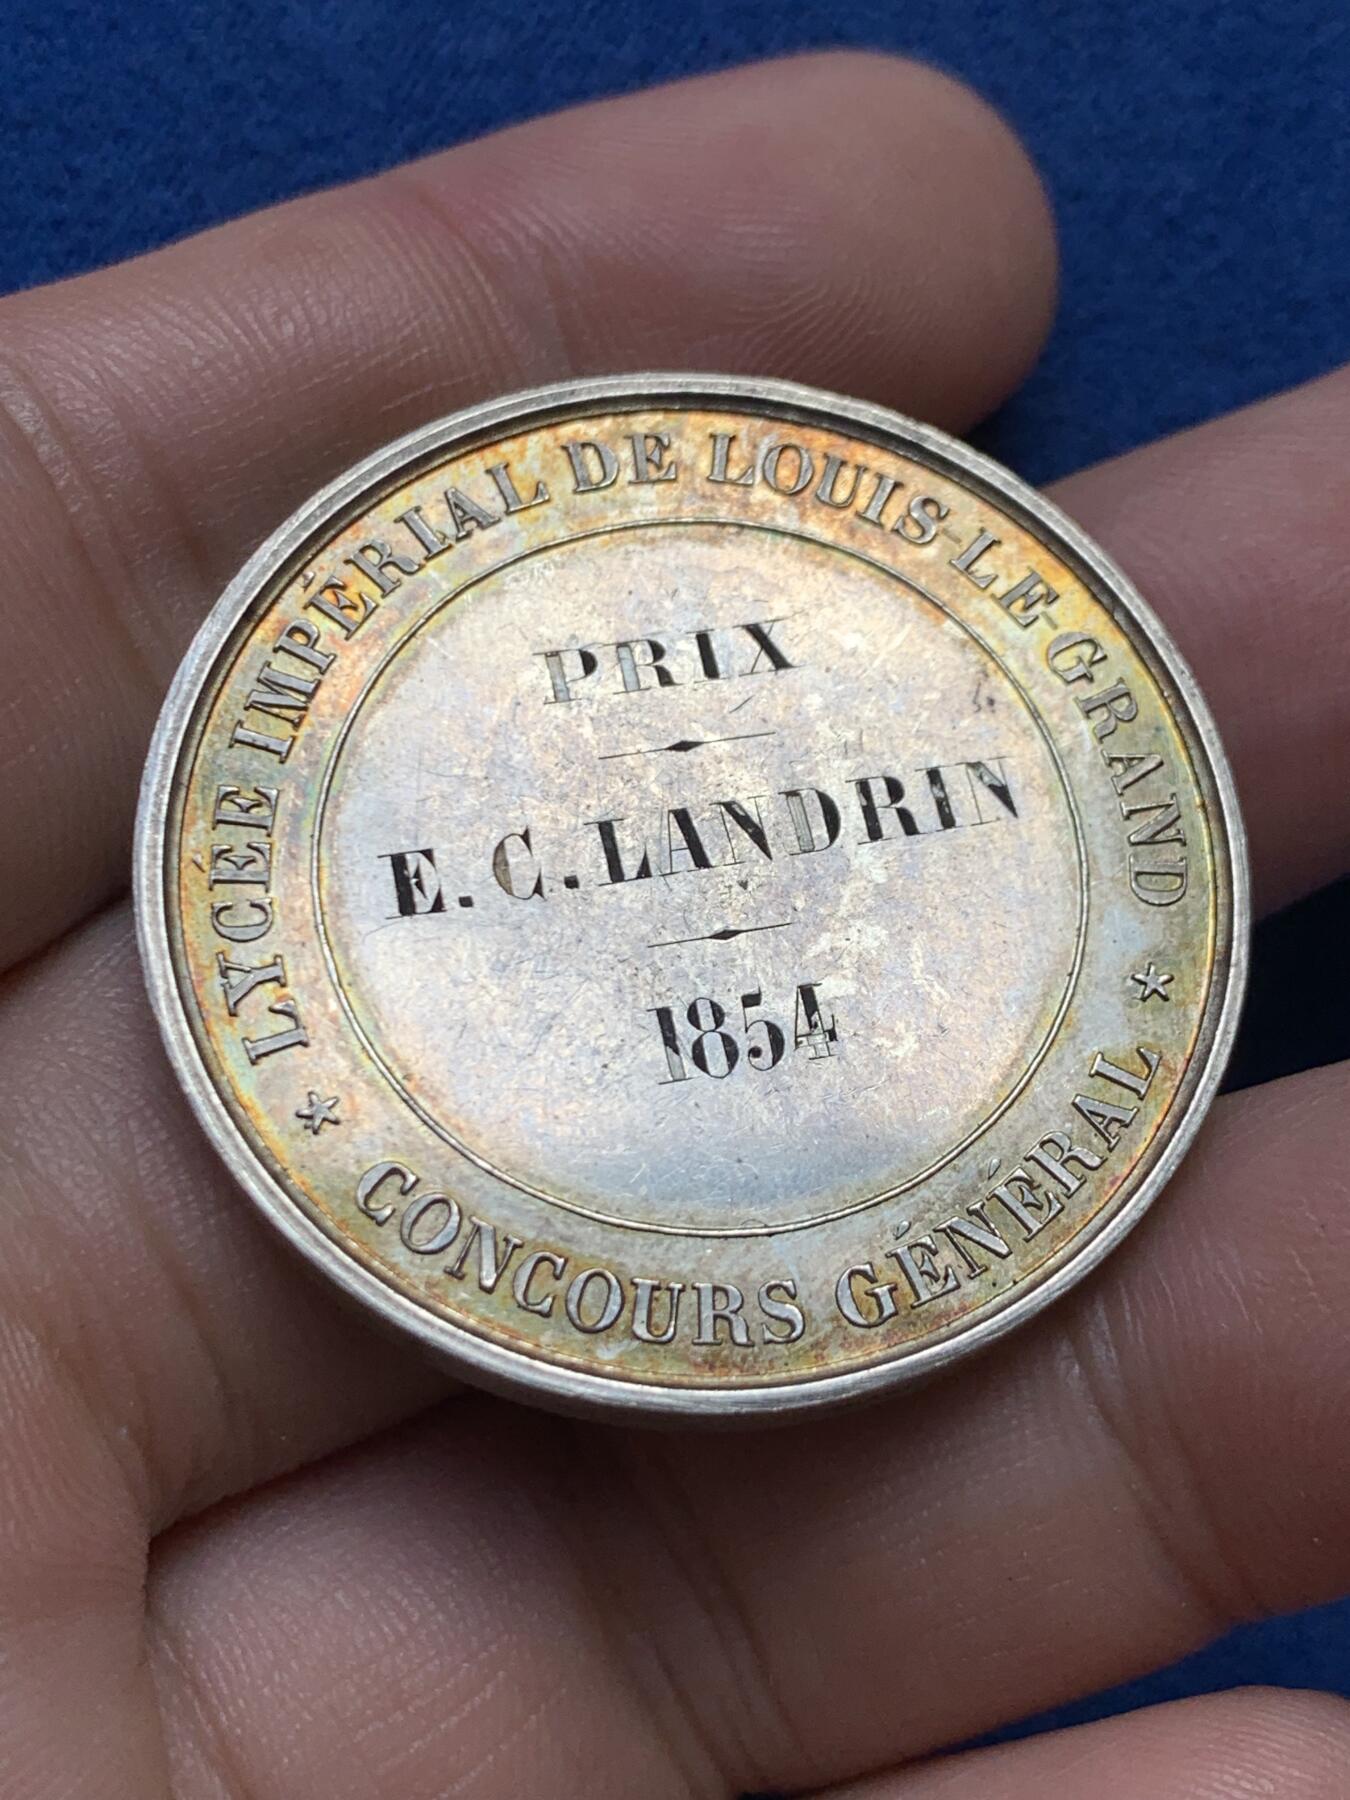 LYCÉE IMPÉRIAL DE LOUIS-LE-GRAND
PRIX
E. C. LANDRIN
1854
CONCOURS GÉNÉRAL